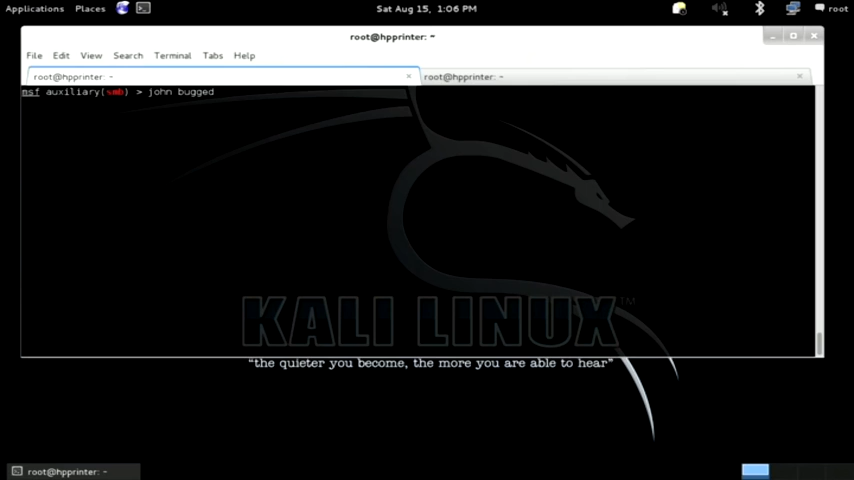 Applications Places Sat Aug 15, 1:06 PM root
root@hpprinter: ~
File Edit View Search Terminal Tabs Help
root@hpprinter: ~ × root@hpprinter: ~ ×
msf auxiliary(smb) > john bugged
KALI LINUX ™
“the quieter you become, the more you are able to hear”
root@hpprinter: ~